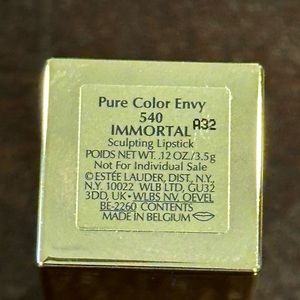 Pure Color Envy
540
IMMORTAL A32
Sculpting Lipstick
POIDS NET WT. .12 OZ./3.5g
Not For Individual Sale
©ESTĒE LAUDER, DIST., N.Y.,
N.Y. 10022 WLB LTD, GU32
3DD, UK•WLBS NV. OEVEL
BE-2260 CONTENTS
MADE IN BELGIUM